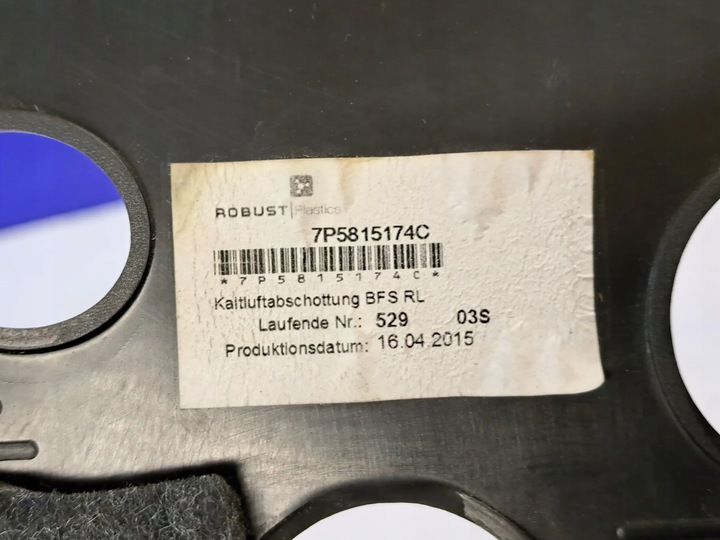 ROBUST|Plastics
7P5815174C
*7P5815174C*
Kaltluftabschottung BFS RL
Laufende Nr.: 529 03S
Produktionsdatum: 16.04.2015